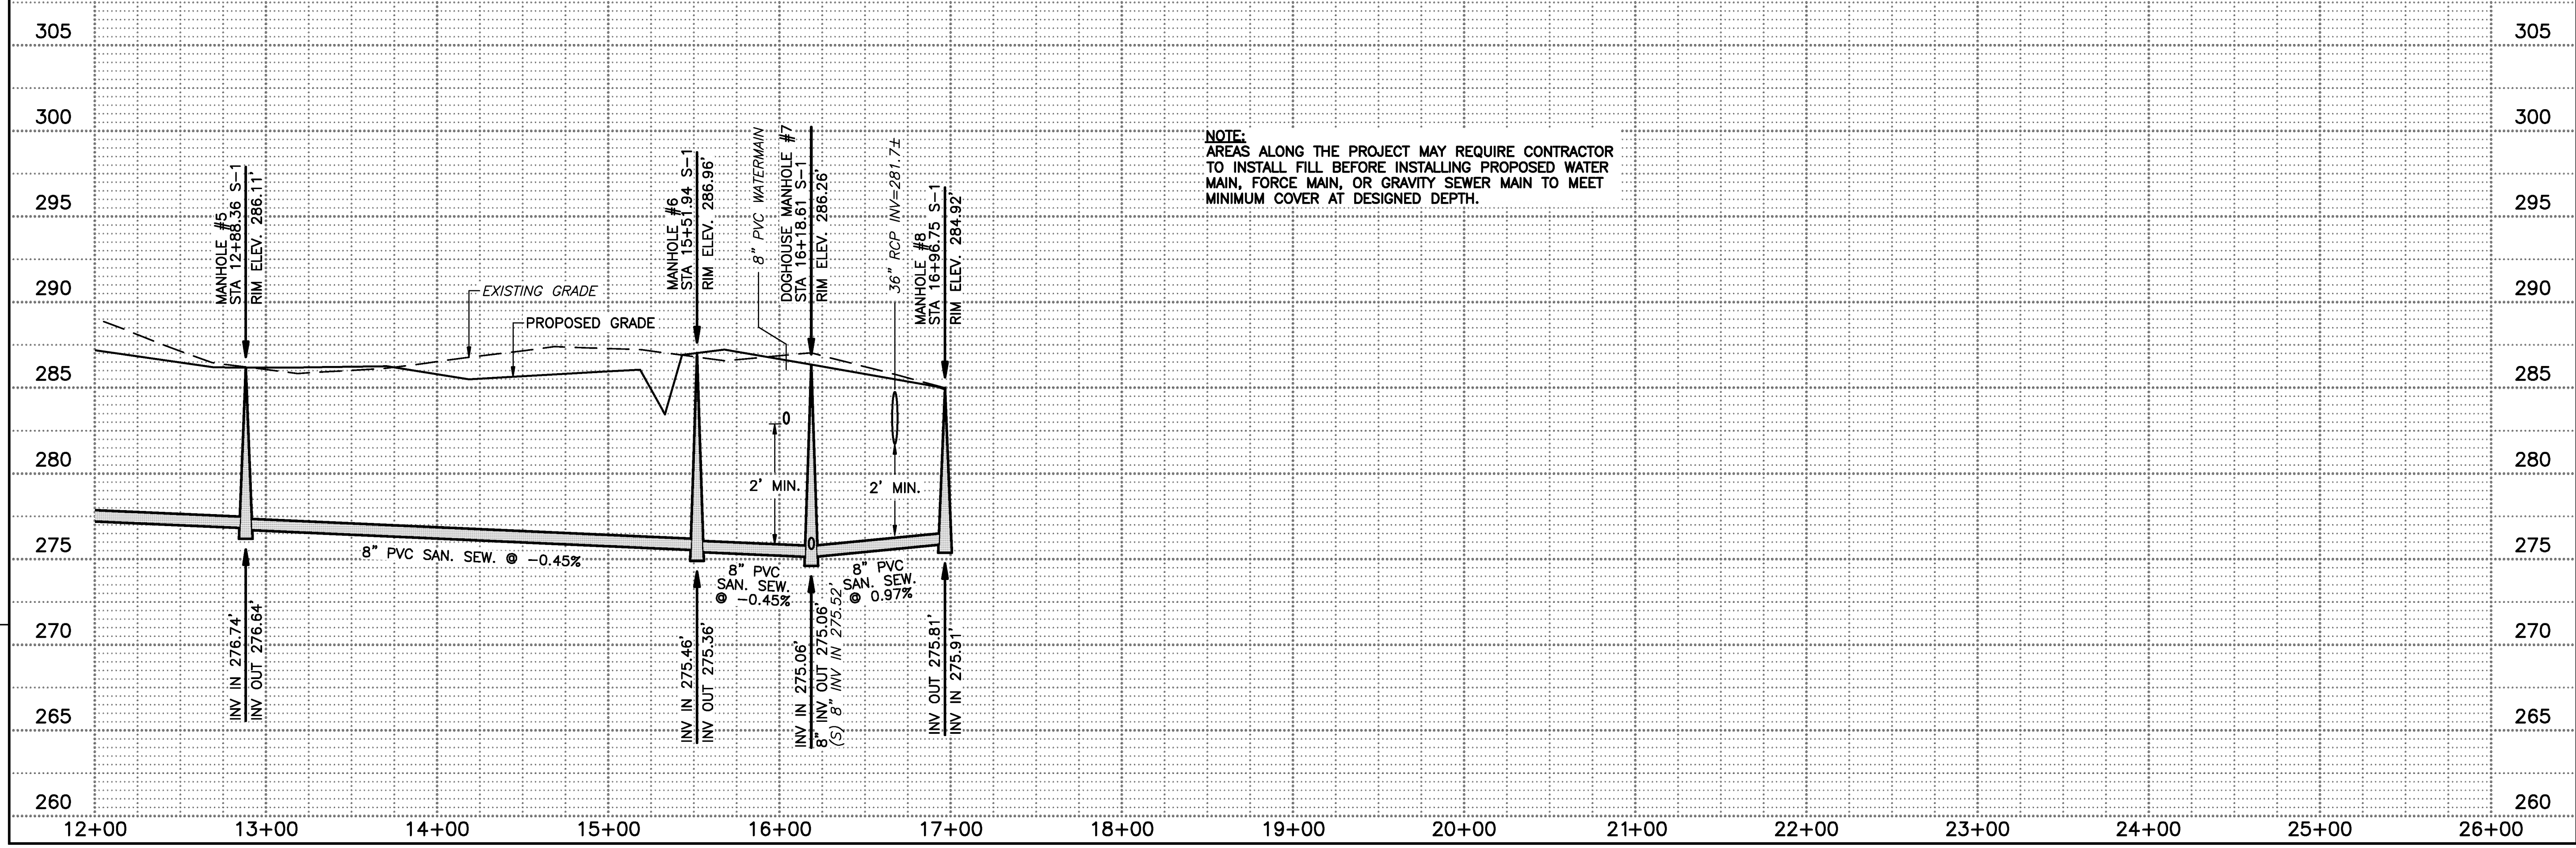 305
305
300
300
295
295
290
290
285
285
280
280
275
275
270
270
265
265
260
260
MANHOLE #5
STA 12+88.36 S-1
RIM ELEV. 286.11'
EXISTING GRADE
PROPOSED GRADE
MANHOLE #6
STA 15+51.94 S-1
RIM ELEV. 286.96'
8" PVC WATERMAIN
DOGHOUSE MANHOLE #7
STA 16+18.61 S-1
RIM ELEV. 286.26'
36" RCP INV=281.7±
MANHOLE #8
STA 16+96.75 S-1
RIM ELEV. 284.92'
NOTE:
AREAS ALONG THE PROJECT MAY REQUIRE CONTRACTOR
TO INSTALL FILL BEFORE INSTALLING PROPOSED WATER
MAIN, FORCE MAIN, OR GRAVITY SEWER MAIN TO MEET
MINIMUM COVER AT DESIGNED DEPTH.
2' MIN.
2' MIN.
8" PVC SAN. SEW. @ -0.45%
8" PVC
SAN. SEW.
@ -0.45%
8" PVC
SAN. SEW.
@ 0.97%
INV IN 276.74'
INV OUT 276.64'
INV IN 275.46'
INV OUT 275.36'
INV IN 275.06'
8" INV OUT 275.06'
(S) 8" INV IN 275.52'
INV OUT 275.81'
INV IN 275.91'
12+00
13+00
14+00
15+00
16+00
17+00
18+00
19+00
20+00
21+00
22+00
23+00
24+00
25+00
26+00